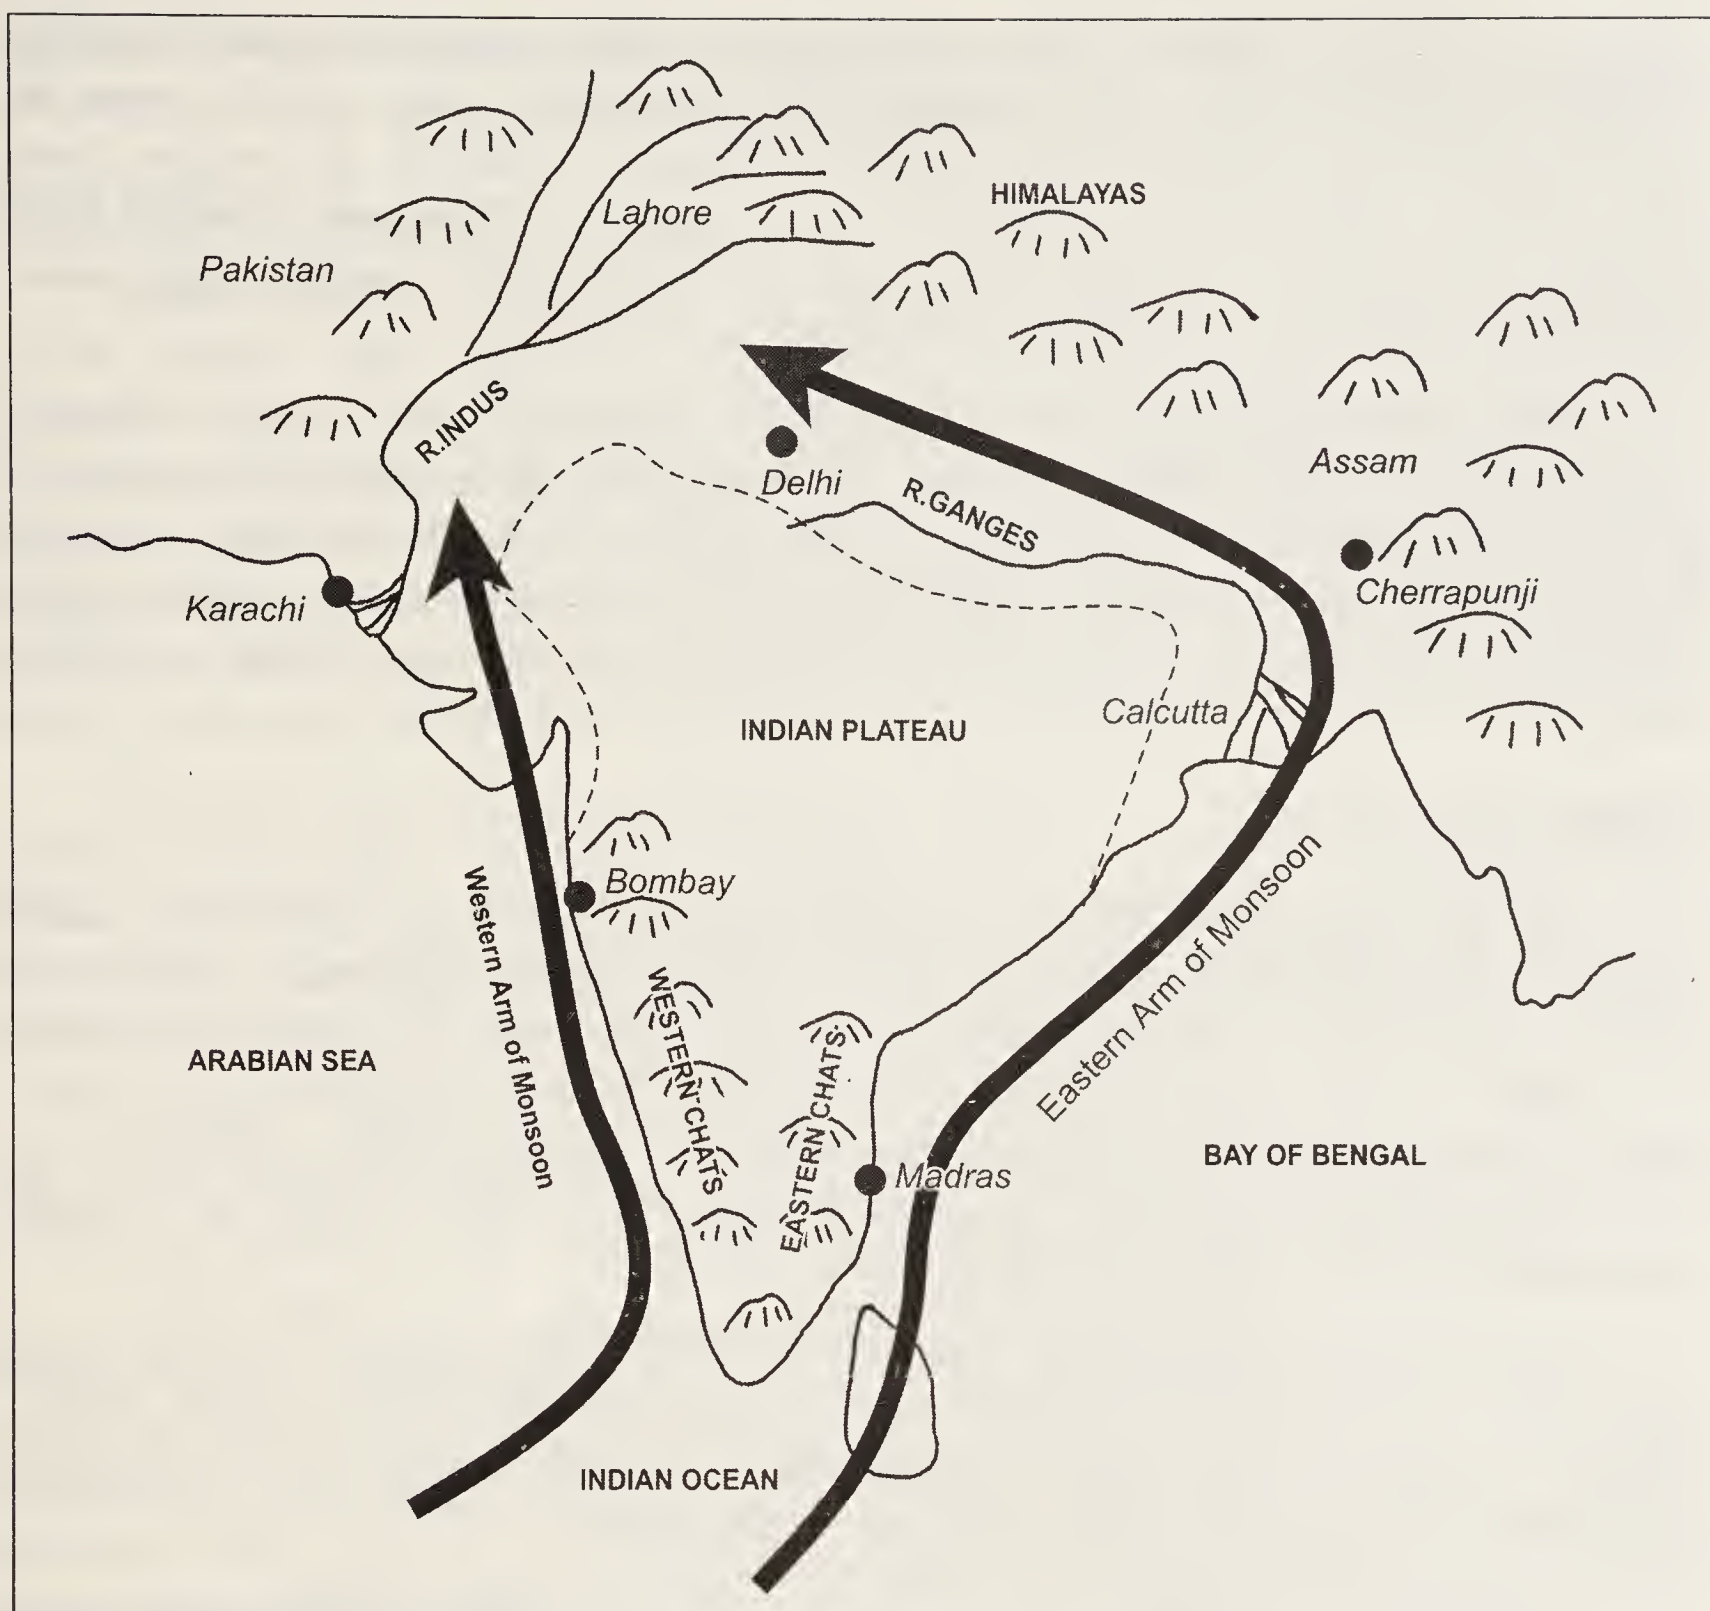 HIMALAYAS
Lahore
Pakistan
R.INDUS
Assam
Delhi
R.GANGES
Karachi
Cherrapunji
Calcutta
INDIAN PLATEAU
Bombay
Western Arm of Monsoon
WESTERN CHATS
EASTERN CHATS
Eastern Arm of Monsoon
ARABIAN SEA
BAY OF BENGAL
Madras
INDIAN OCEAN